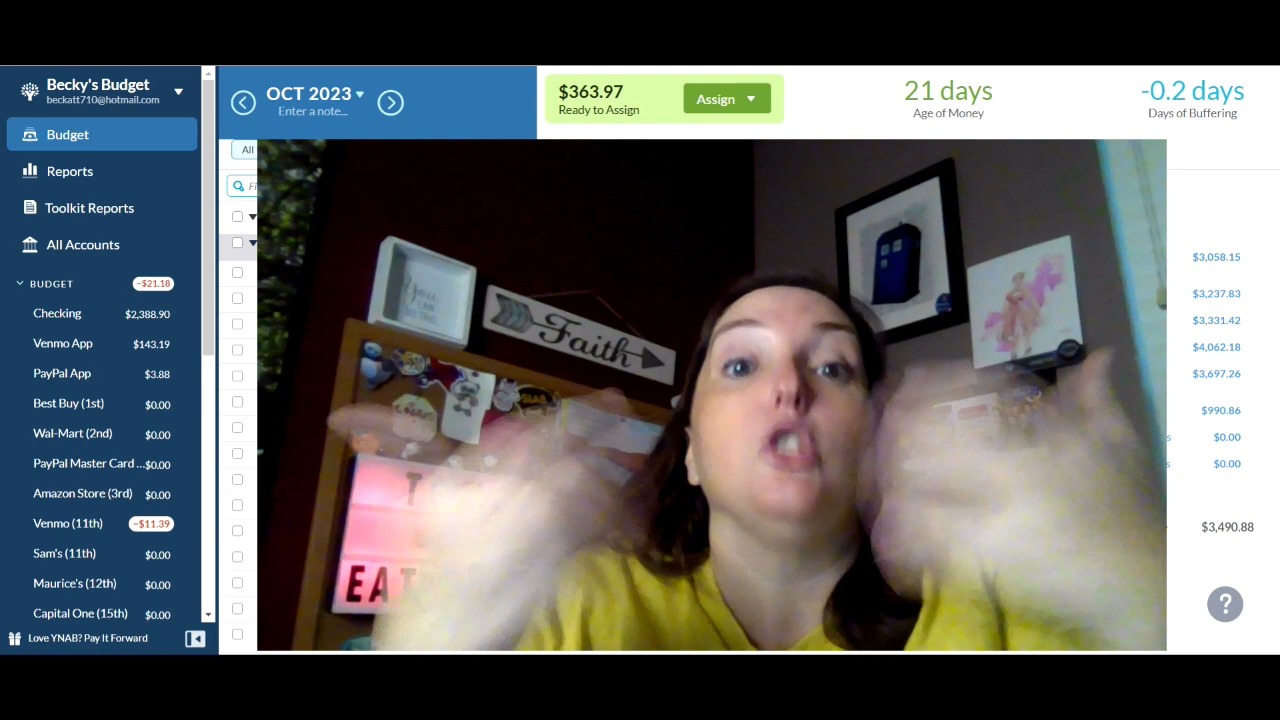 Becky's Budget
beckatt710@hotmail.com
Budget
Reports
Toolkit Reports
All Accounts
BUDGET -$21.18
Checking $2,388.90
Venmo App $143.19
PayPal App $3.88
Best Buy (1st) $0.00
Wal-Mart (2nd) $0.00
PayPal Master Card ... $0.00
Amazon Store (3rd) $0.00
Venmo (11th) -$11.39
Sam's (11th) $0.00
Maurice's (12th) $0.00
Capital One (15th) $0.00
Love YNAB? Pay It Forward
OCT 2023
Enter a note...
$363.97
Ready to Assign
Assign
21 days
Age of Money
-0.2 days
Days of Buffering
All
YOU
CAN
DO THIS
Faith
T
EAT
$3,058.15
$3,237.83
$3,331.42
$4,062.18
$3,697.26
$990.86
s $0.00
s $0.00
$3,490.88
?